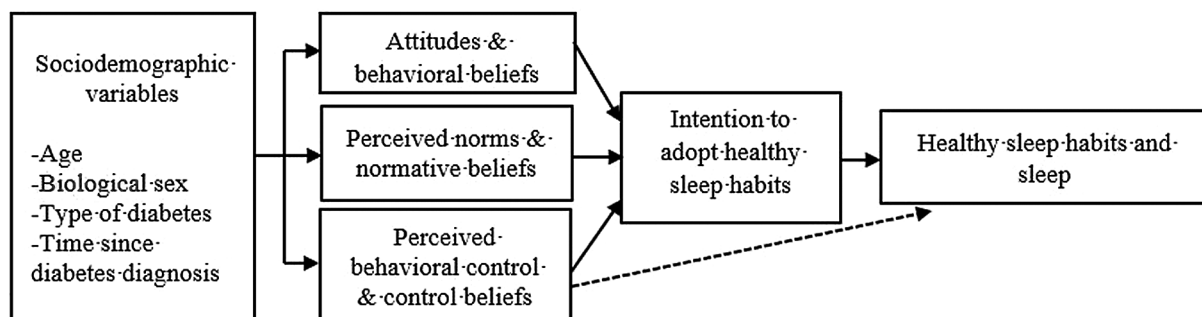 Sociodemographic
variables
-Age
-Biological sex
-Type of diabetes
-Time since
diabetes diagnosis
Attitudes &
behavioral beliefs
Perceived norms &
normative beliefs
Perceived
behavioral control
& control beliefs
Intention to
adopt healthy
sleep habits
Healthy sleep habits and
sleep